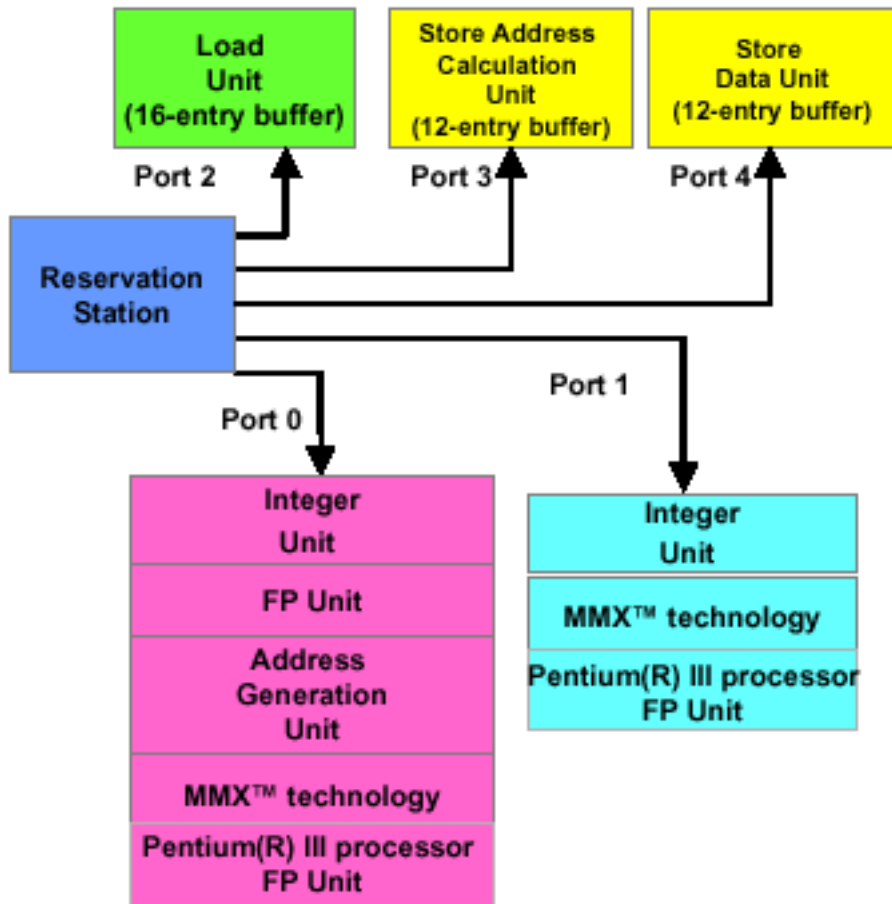 Load
Unit
(16-entry buffer)
Store Address
Calculation
Unit
(12-entry buffer)
Store
Data Unit
(12-entry buffer)
Port 2
Port 3
Port 4
Reservation
Station
Port 1
Port 0
Integer
Unit
FP Unit
Address
Generation
Unit
MMX™ technology
Pentium(R) III processor
FP Unit
Integer
Unit
MMX™ technology
Pentium(R) III processor
FP Unit